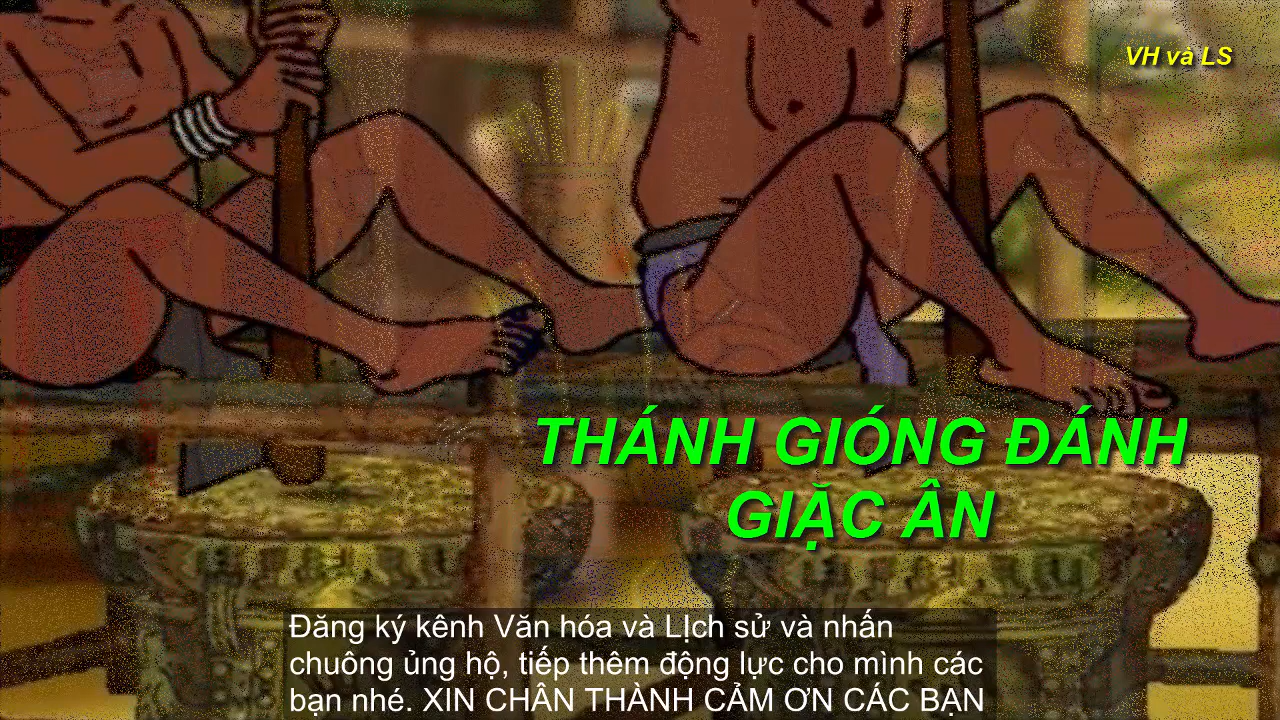 VH và LS
THÁNH GIÓNG ĐÁNH
GIẶC ÂN
Đăng ký kênh Văn hóa và Lịch sử và nhấn
chuông ủng hộ, tiếp thêm động lực cho mình các
bạn nhé. XIN CHÂN THÀNH CẢM ƠN CÁC BẠN